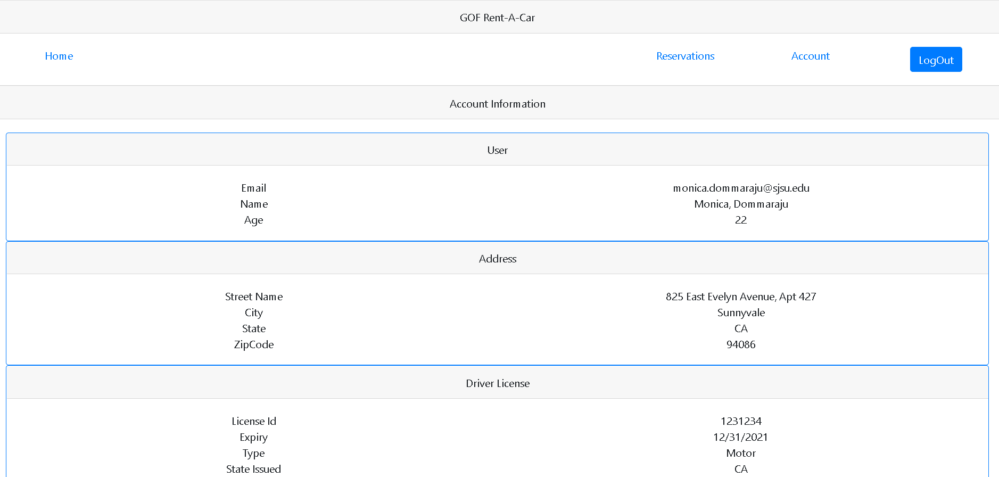 GOF Rent-A-Car
Home Reservations Account LogOut
Account Information
User
Email monica.dommaraju@sjsu.edu
Name Monica, Dommaraju
Age 22
Address
Street Name 825 East Evelyn Avenue, Apt 427
City Sunnyvale
State CA
ZipCode 94086
Driver License
License Id 1231234
Expiry 12/31/2021
Type Motor
State Issued CA